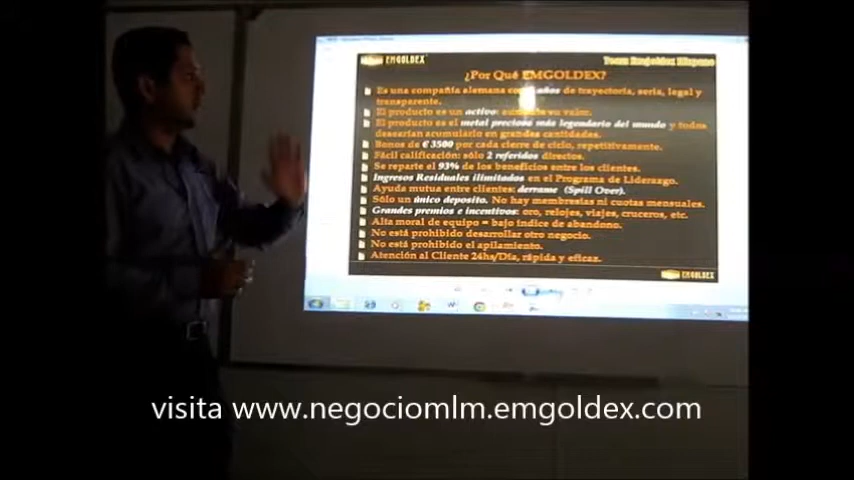 EMGOLDEX
Team EmgoldeX Hispano
¿Por Qué EMGOLDEX?
Es una compañía alemana con años de trayectoria, seria, legal y
transparente.
El producto es un activo: aumenta su valor.
El producto es el metal precioso más legendario del mundo y todos
desearían acumularlo en grandes cantidades.
Bonos de €3500 por cada cierre de ciclo, repetitivamente.
Fácil calificación: sólo 2 referidos directos.
Se reparte el 93% de los beneficios entre los clientes.
Ingresos Residuales ilimitados en el Programa de Liderazgo.
Ayuda mutua entre clientes: derrame (Spill Over).
Sólo un único deposito. No hay membresías ni cuotas mensuales.
Grandes premios e incentivos: oro, relojes, viajes, cruceros, etc.
Alta moral de equipo = bajo índice de abandono.
No está prohibido desarrollar otro negocio.
No está prohibido el apilamiento.
Atención al Cliente 24hs/Día, rápida y eficaz.
EMGOLDEX
visita www.negociomlm.emgoldex.com